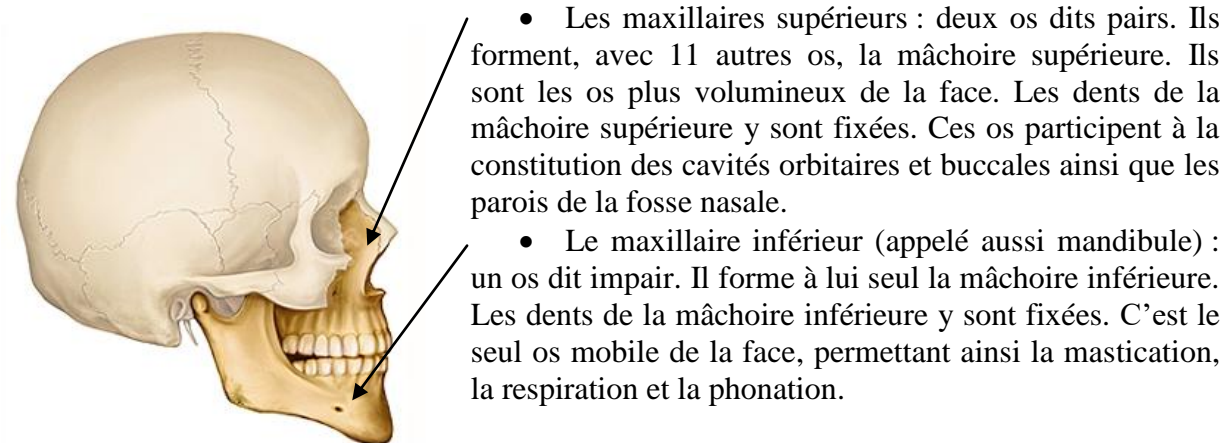 • Les maxillaires supérieurs : deux os dits pairs. Ils
forment, avec 11 autres os, la mâchoire supérieure. Ils
sont les os plus volumineux de la face. Les dents de la
mâchoire supérieure y sont fixées. Ces os participent à la
constitution des cavités orbitaires et buccales ainsi que les
parois de la fosse nasale.
• Le maxillaire inférieur (appelé aussi mandibule) :
un os dit impair. Il forme à lui seul la mâchoire inférieure.
Les dents de la mâchoire inférieure y sont fixées. C’est le
seul os mobile de la face, permettant ainsi la mastication,
la respiration et la phonation.